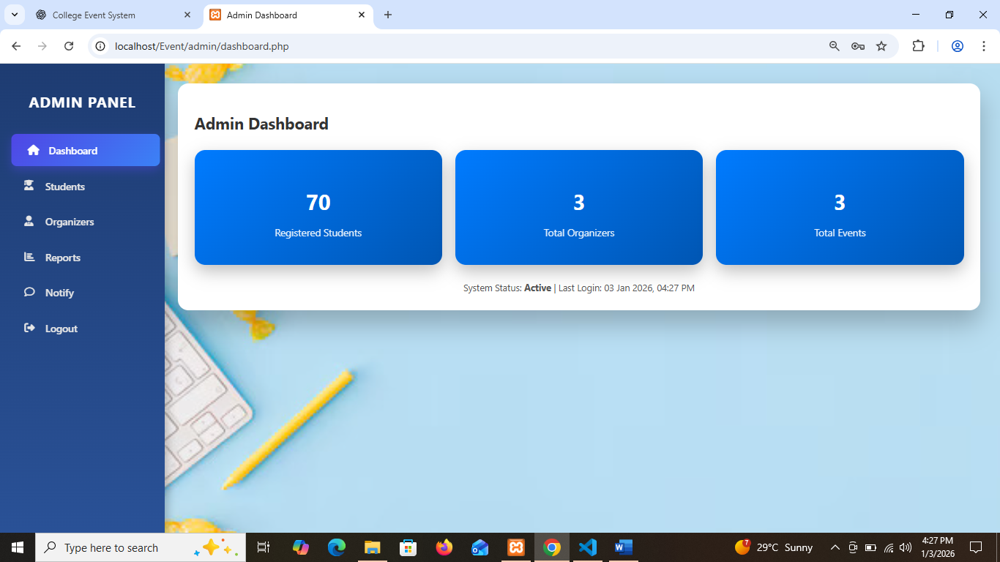 College Event System
Admin Dashboard
localhost/Event/admin/dashboard.php
ADMIN PANEL
Dashboard
Students
Organizers
Reports
Notify
Logout
Admin Dashboard
70
Registered Students
3
Total Organizers
3
Total Events
System Status: Active | Last Login: 03 Jan 2026, 04:27 PM
Type here to search
7
29°C Sunny
4:27 PM
1/3/2026